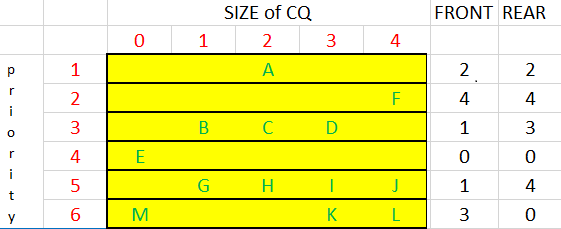 SIZE of CQ FRONT REAR
0 1 2 3 4
priority
1 A 2 . 2
2 F 4 4
3 B C D 1 3
4 E 0 0
5 G H I J 1 4
6 M K L 3 0